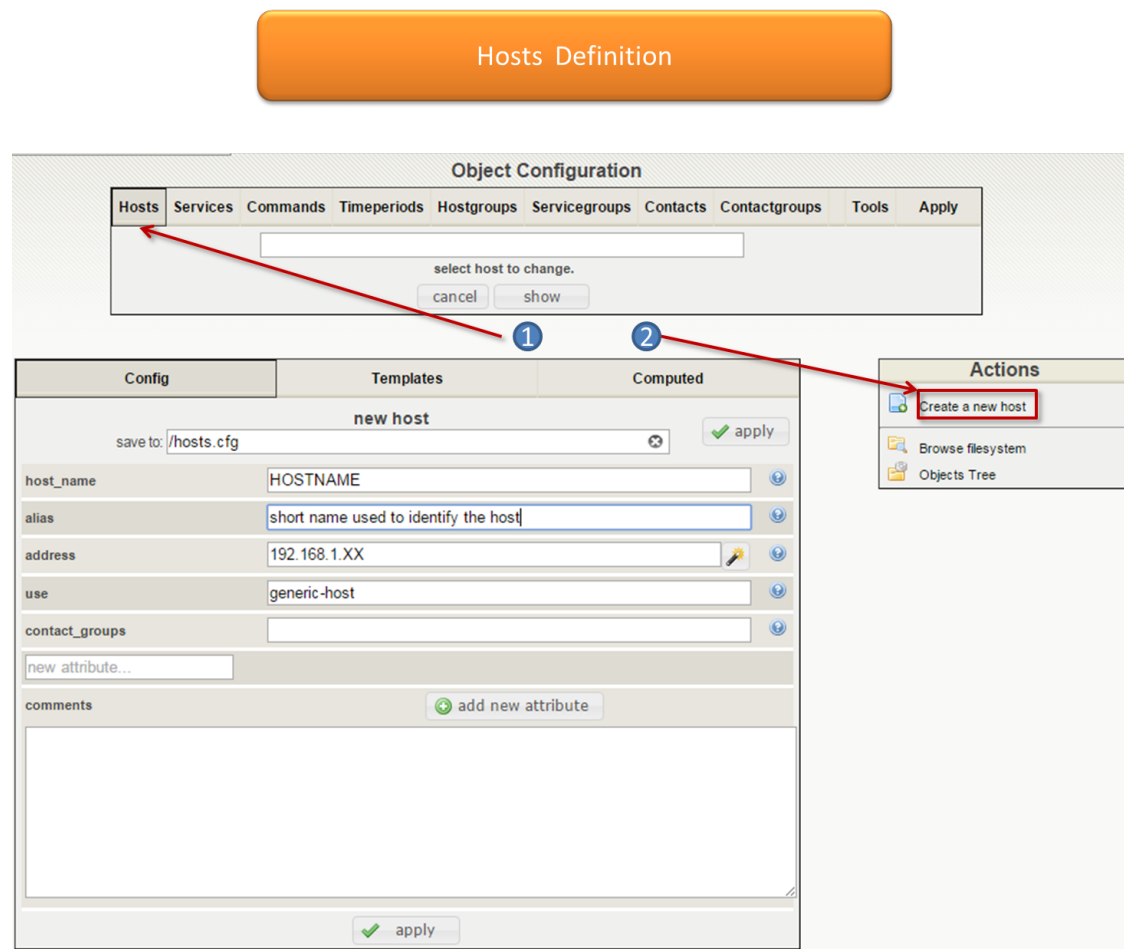 Hosts Definition
Object Configuration
Hosts Services Commands Timeperiods Hostgroups Servicegroups Contacts Contactgroups Tools Apply
select host to change.
cancel show
1 2
Config Templates Computed
new host
save to: /hosts.cfg
apply
host_name HOSTNAME
alias short name used to identify the host
address 192.168.1.XX
use generic-host
contact_groups
new attribute...
comments add new attribute
apply
Actions
Create a new host
Browse filesystem
Objects Tree